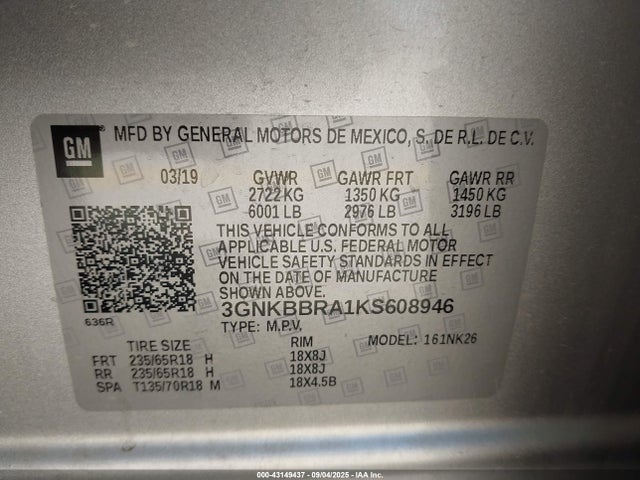 GM ®
MFD BY GENERAL MOTORS DE MEXICO, S. DE R.L. DE C.V.
03/19 GVWR GAWR FRT GAWR RR
2722 KG 1350 KG 1450 KG
6001 LB 2976 LB 3196 LB
THIS VEHICLE CONFORMS TO ALL
APPLICABLE U.S. FEDERAL MOTOR
VEHICLE SAFETY STANDARDS IN EFFECT
ON THE DATE OF MANUFACTURE
SHOWN ABOVE.
3GNKBBRA1KS608946
636R
TYPE: M.P.V.
TIRE SIZE RIM MODEL: 161NK26
FRT 235/65R18 H 18X8J
RR 235/65R18 H 18X8J
SPA T135/70R18 M 18X4.5B
000-43149437 - 09/04/2025 - IAA Inc.